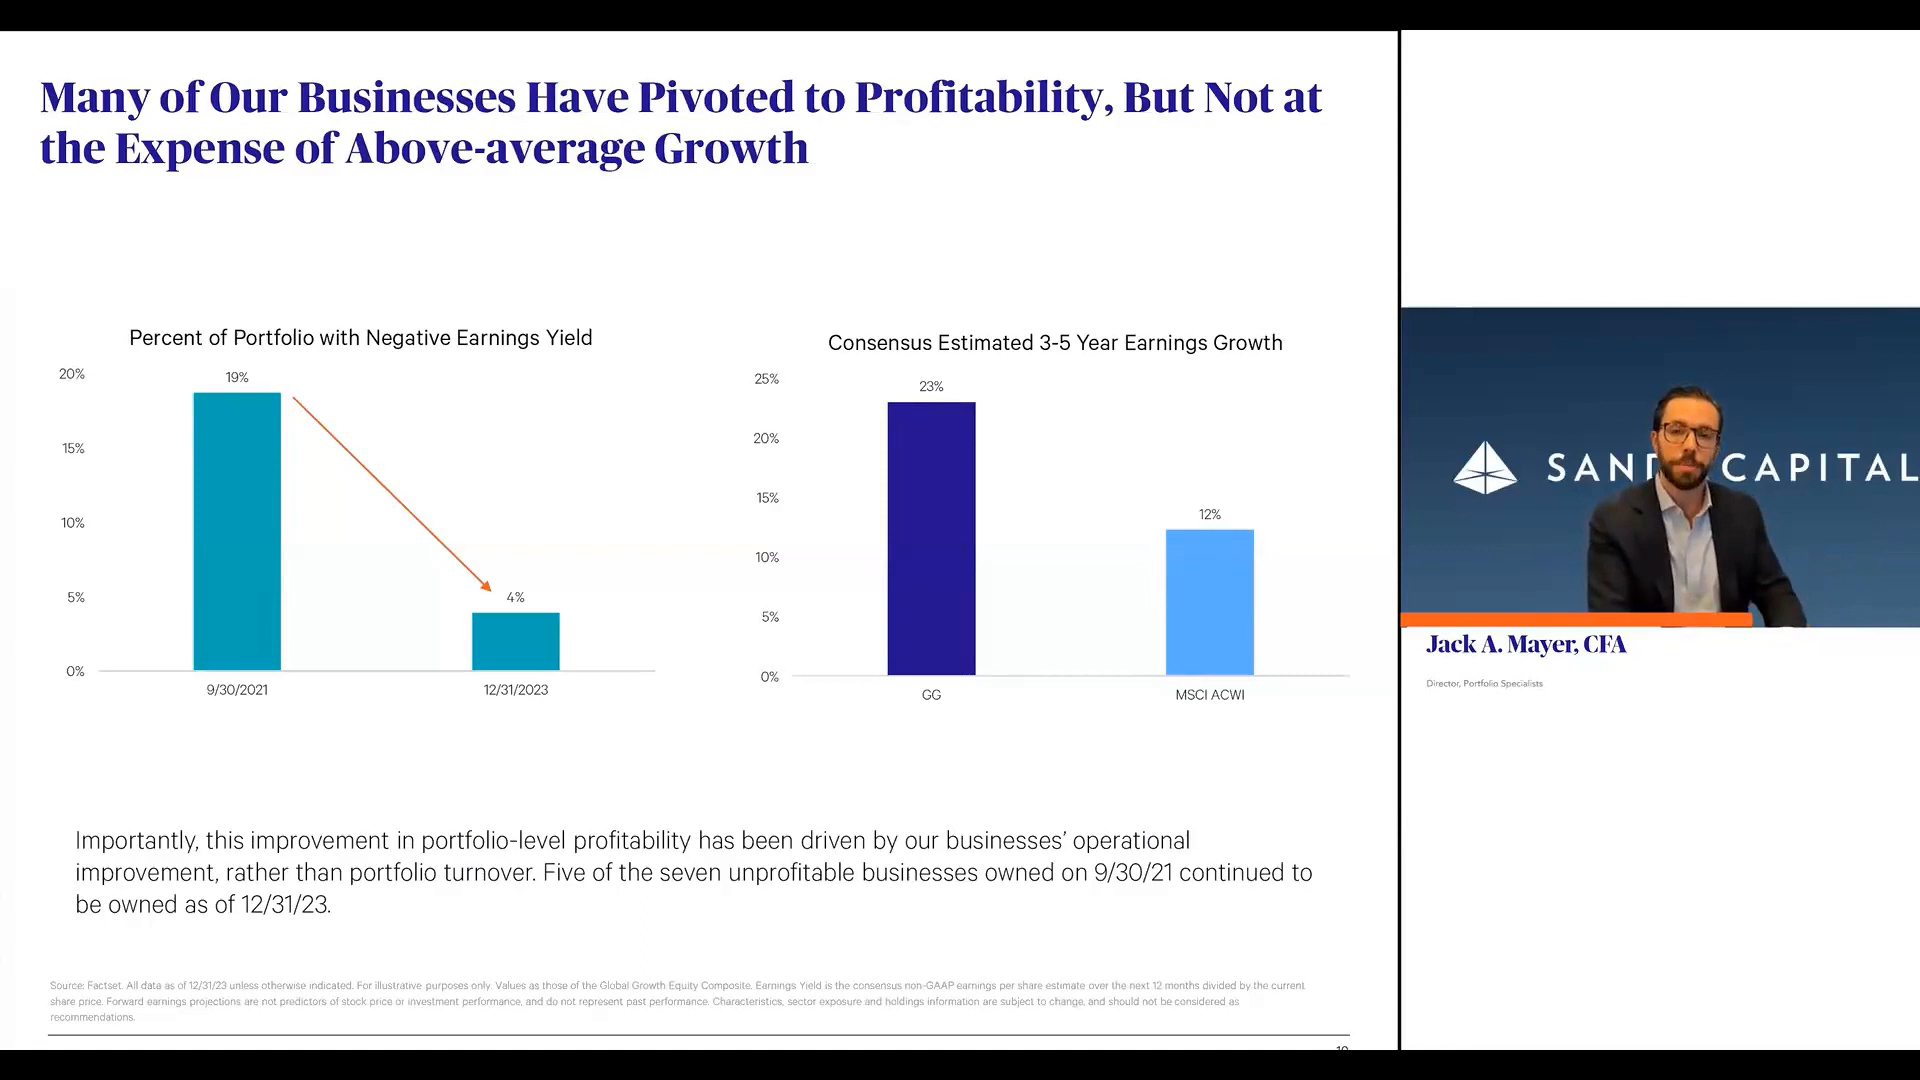 Many of Our Businesses Have Pivoted to Profitability, But Not at
the Expense of Above-average Growth
Percent of Portfolio with Negative Earnings Yield
20%
15%
10%
5%
0%
19%
4%
9/30/2021
12/31/2023
Consensus Estimated 3-5 Year Earnings Growth
25%
20%
15%
10%
5%
0%
23%
12%
GG
MSCI ACWI
Importantly, this improvement in portfolio-level profitability has been driven by our businesses’ operational
improvement, rather than portfolio turnover. Five of the seven unprofitable businesses owned on 9/30/21 continued to
be owned as of 12/31/23.
Source: Factset. All data as of 12/31/23 unless otherwise indicated. For illustrative purposes only. Values as those of the Global Growth Equity Composite. Earnings Yield is the consensus non-GAAP earnings per share estimate over the next 12 months divided by the current
share price. Forward earnings projections are not predictors of stock price or investment performance, and do not represent past performance. Characteristics, sector exposure and holdings information are subject to change, and should not be considered as
recommendations.
SAN CAPITAL
Jack A. Mayer, CFA
Director, Portfolio Specialists